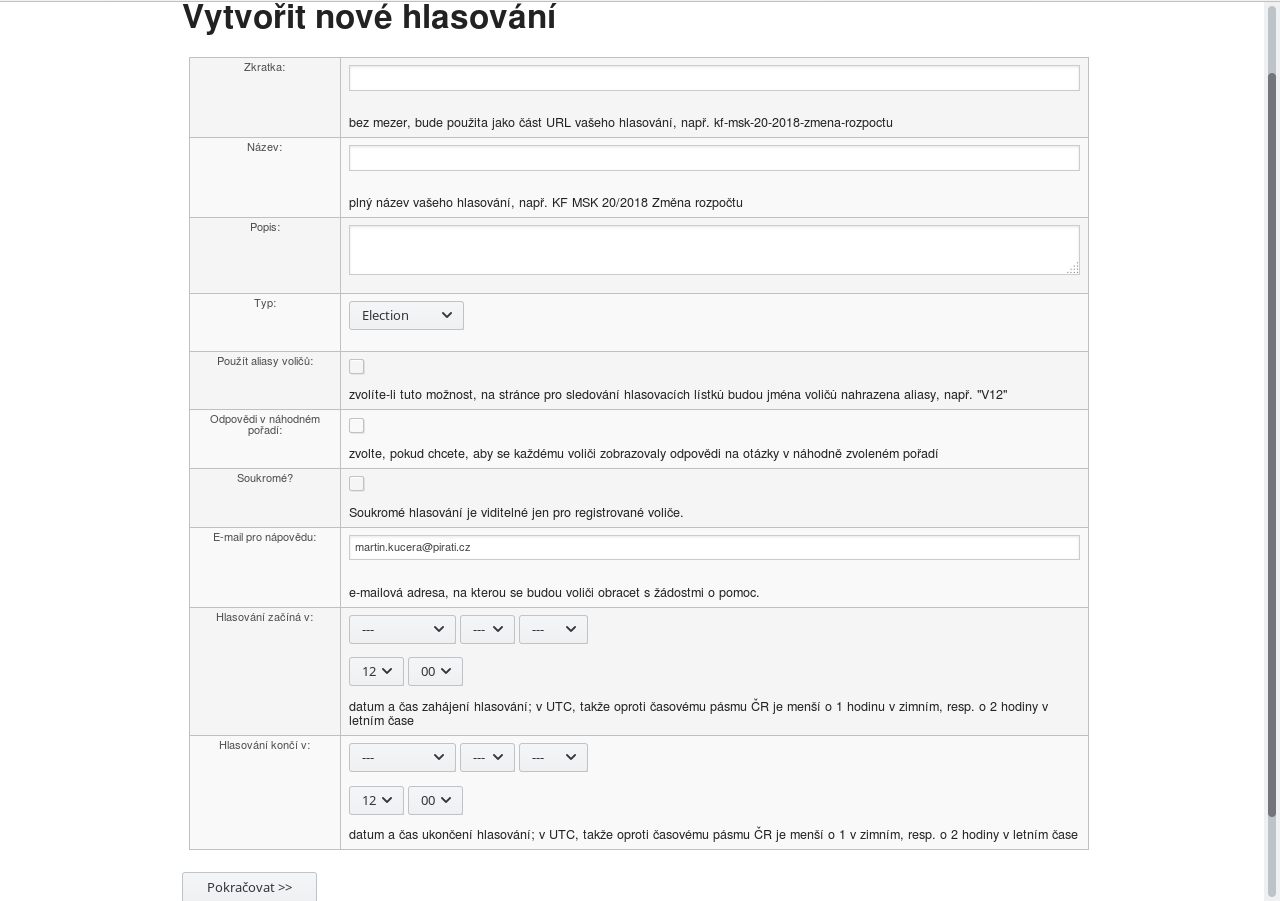 Vytvořit nové hlasování
Zkratka:
bez mezer, bude použita jako část URL vašeho hlasování, např. kf-msk-20-2018-zmena-rozpoctu
Název:
plný název vašeho hlasování, např. KF MSK 20/2018 Změna rozpočtu
Popis:
Typ:
Election
Použít aliasy voličů:
zvolíte-li tuto možnost, na stránce pro sledování hlasovacích lístků budou jména voličů nahrazena aliasy, např. "V12"
Odpovědi v náhodném
pořadí:
zvolte, pokud chcete, aby se každému voliči zobrazovaly odpovědi na otázky v náhodně zvoleném pořadí
Soukromé?
Soukromé hlasování je viditelné jen pro registrované voliče.
E-mail pro nápovědu:
martin.kucera@pirati.cz
e-mailová adresa, na kterou se budou voliči obracet s žádostmi o pomoc.
Hlasování začíná v:
--- --- ---
12 00
datum a čas zahájení hlasování; v UTC, takže oproti časovému pásmu ČR je menší o 1 hodinu v zimním, resp. o 2 hodiny v
letním čase
Hlasování končí v:
--- --- ---
12 00
datum a čas ukončení hlasování; v UTC, takže oproti časovému pásmu ČR je menší o 1 v zimním, resp. o 2 hodiny v letním čase
Pokračovat >>